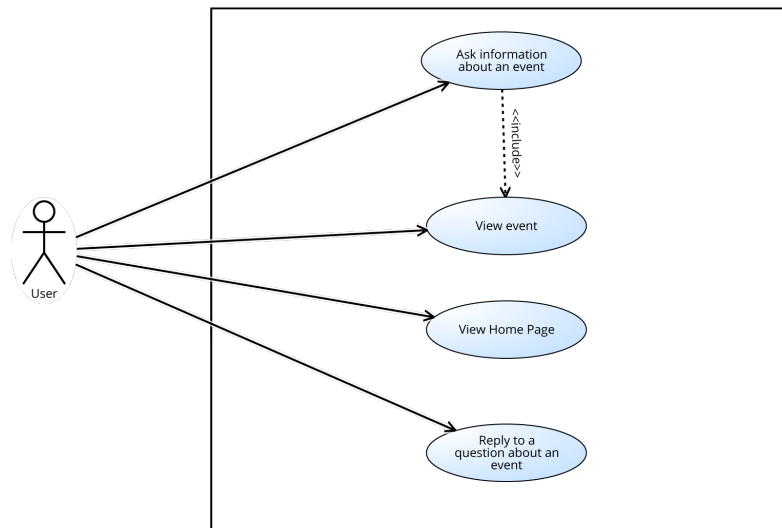 Ask information
about an event
<<include>>
View event
User
View Home Page
Reply to a
question about an
event